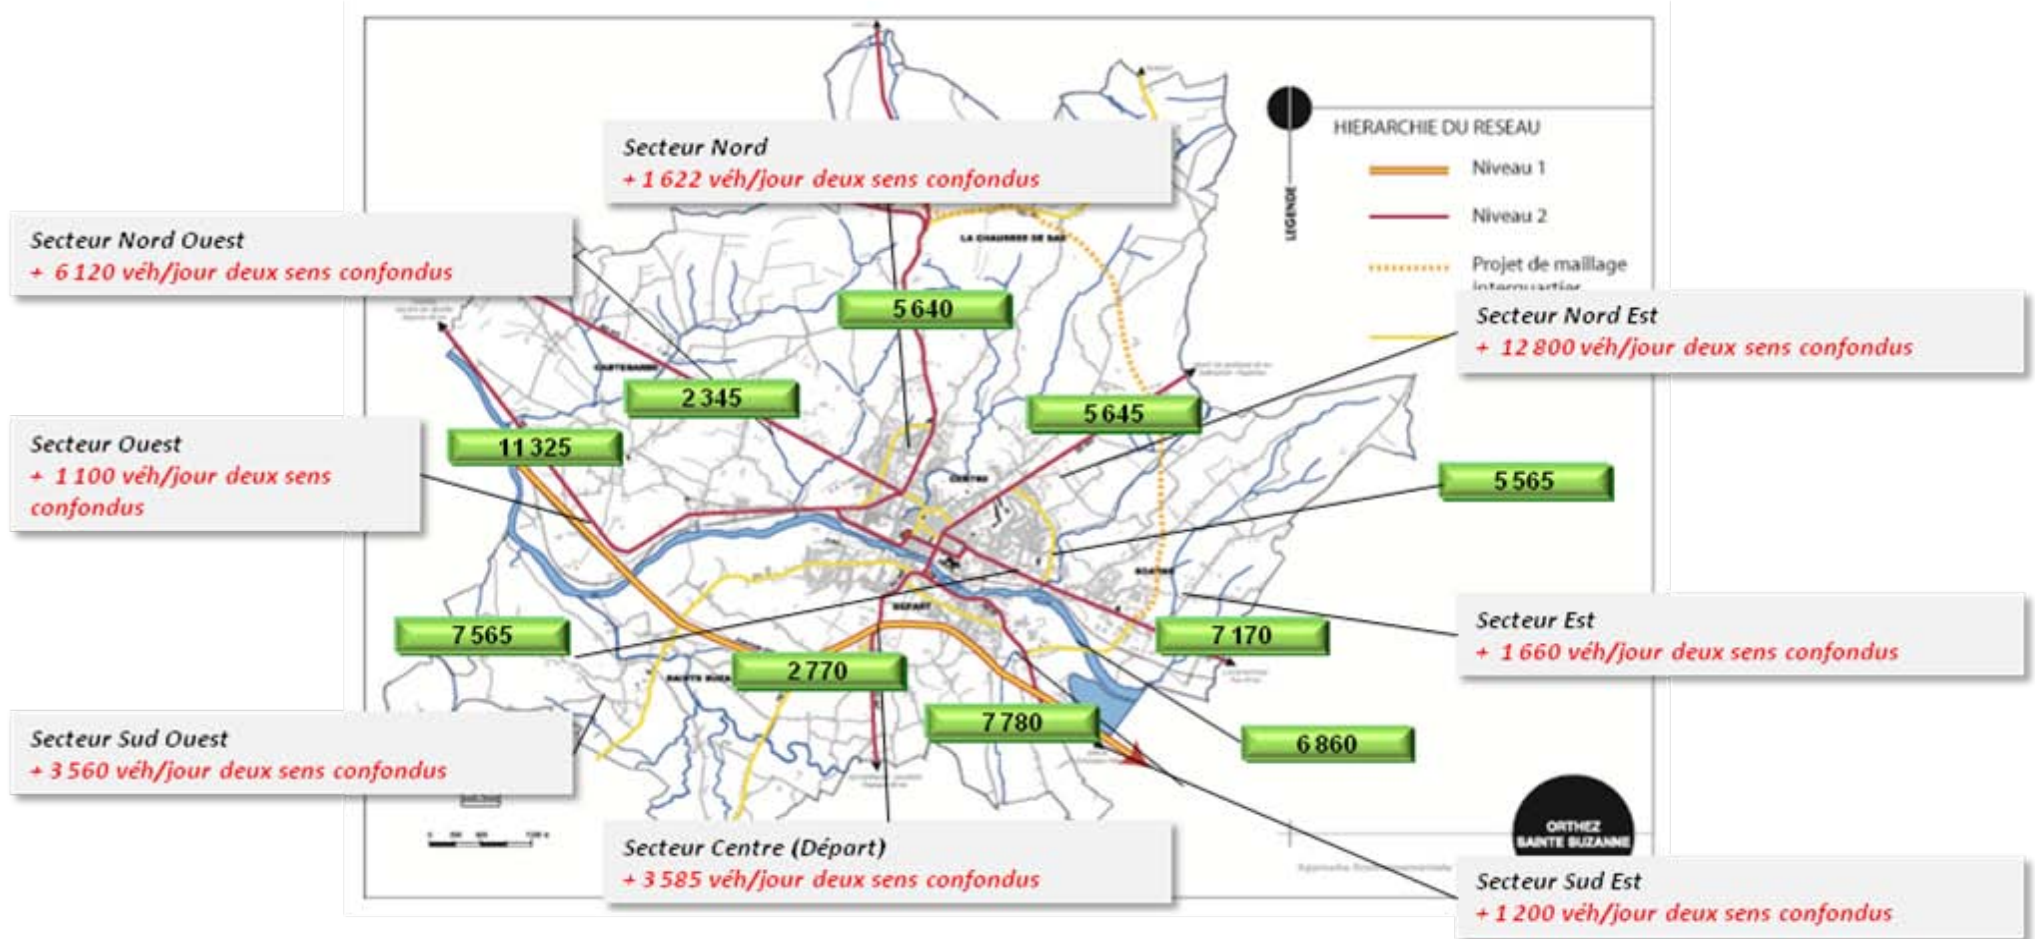 Secteur Nord
+ 1 622 véh/jour deux sens confondus
HIERARCHIE DU RESEAU
Niveau 1
Niveau 2
Projet de maillage
interquartier
LEGENDE
Secteur Nord Ouest
+ 6 120 véh/jour deux sens confondus
LA CHAUSSEE DE DAX
5 640
Secteur Nord Est
+ 12 800 véh/jour deux sens confondus
CASTETARBE
2 345
5 645
Secteur Ouest
+ 1 100 véh/jour deux sens
confondus
11 325
CENTRE
5 565
SOARNS
DEPART
7 565
7 170
Secteur Est
+ 1 660 véh/jour deux sens confondus
2 770
7 780
6 860
Secteur Sud Ouest
+ 3 560 véh/jour deux sens confondus
ORTHEZ
SAINTE SUZANNE
Secteur Centre (Départ)
+ 3 585 véh/jour deux sens confondus
Secteur Sud Est
+ 1 200 véh/jour deux sens confondus